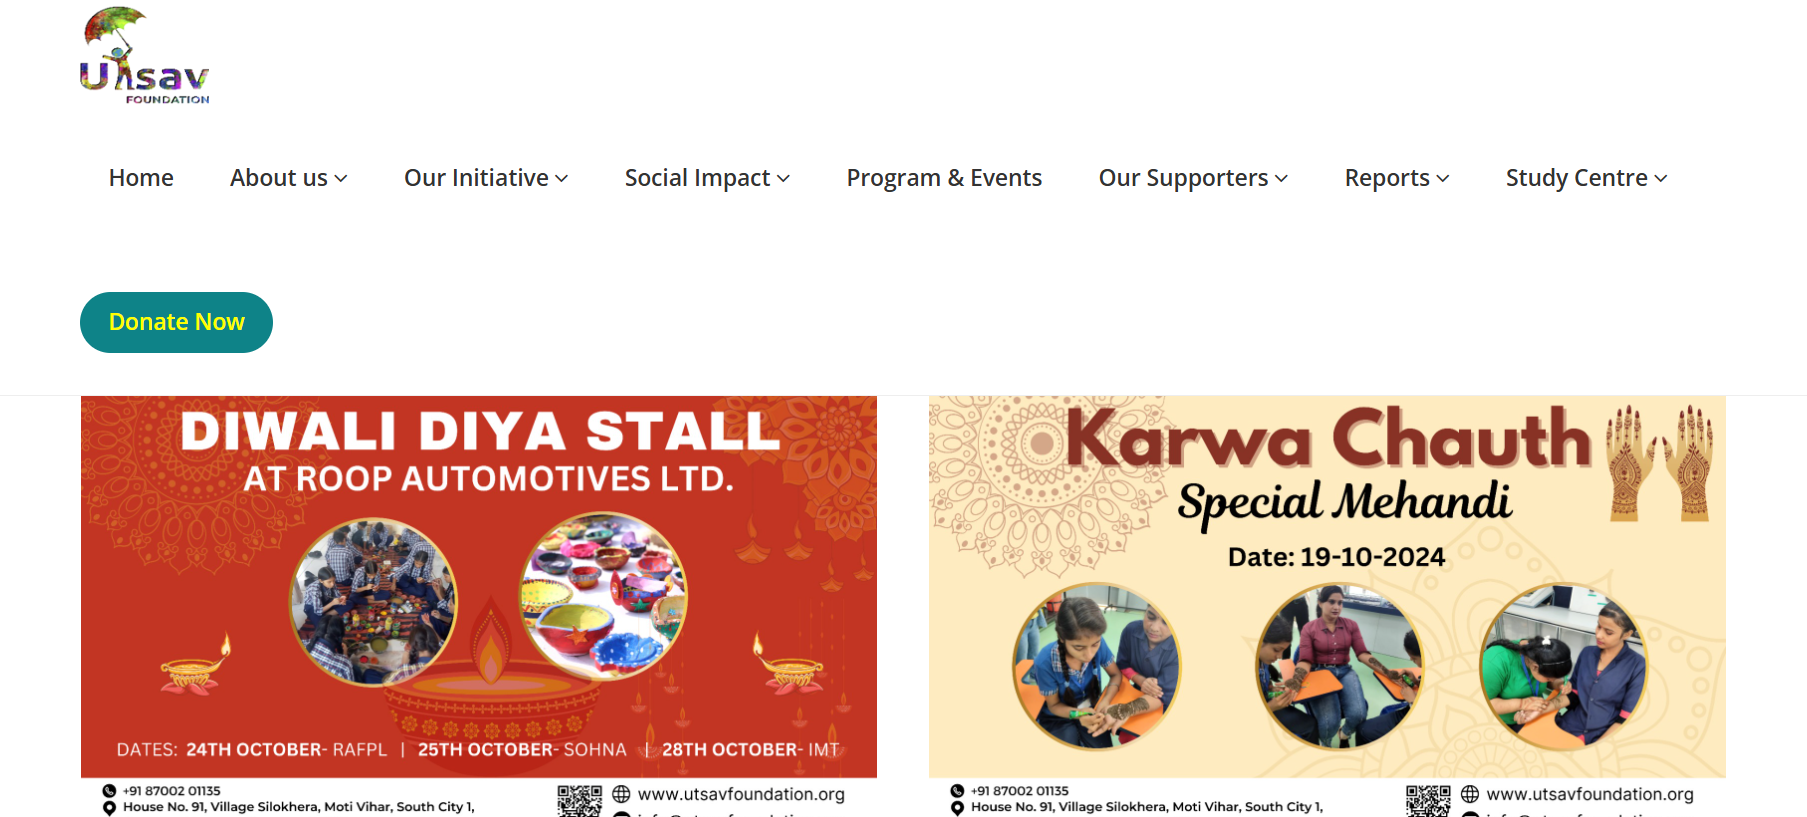 Utsav
FOUNDATION
Home About us Our Initiative Social Impact Program & Events Our Supporters Reports Study Centre
Donate Now
DIWALI DIYA STALL
AT ROOP AUTOMOTIVES LTD.
DATES: 24TH OCTOBER- RAFPL | 25TH OCTOBER- SOHNA | 28TH OCTOBER- IMT
+91 87002 01135
House No. 91, Village Silokhera, Moti Vihar, South City 1,
www.utsavfoundation.org
Karwa Chauth
Special Mehandi
Date: 19-10-2024
+91 87002 01135
House No. 91, Village Silokhera, Moti Vihar, South City 1,
www.utsavfoundation.org